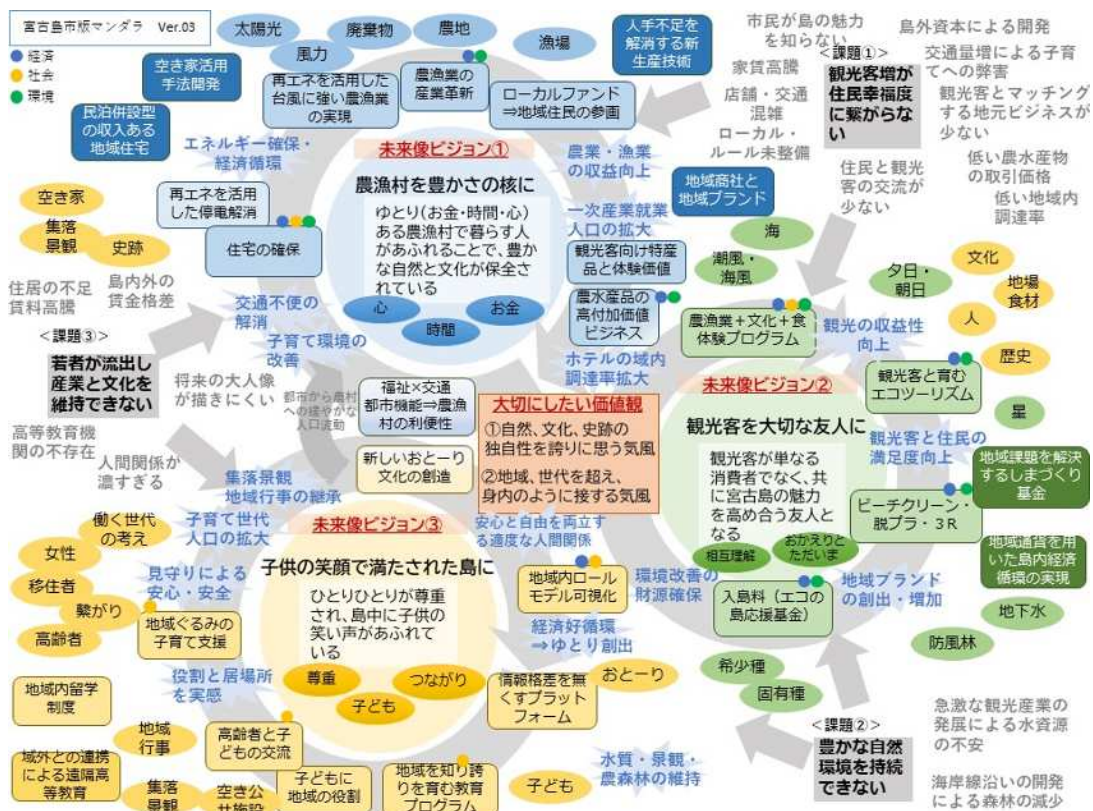 宮古島市版マンダラ Ver.03
●経済
●社会
●環境
太陽光
風力
廃棄物
農地
漁場
人手不足を
解消する新
生産技術
空き家活用
手法開発
民泊併設型
の収入ある
地域住宅
再エネを活用した
台風に強い農漁業
の実現
農漁業の
産業革新
ローカルファンド
⇒地域住民の参画
市民が島の魅力
を知らない
家賃高騰
店舗・交通
混雑
ローカル・
ルール未整備
<課題①>
観光客増が
住民幸福度
に繋がらな
い
島外資本による開発
交通量増による子育
てへの弊害
観光客とマッチング
する地元ビジネスが
少ない
低い農水産物
の取引価格
低い地域内
調達率
住民と観光
客の交流が
少ない
エネルギー確保・
経済循環
未来像ビジョン①
農漁村を豊かさの核に
ゆとり(お金・時間・心)
ある農漁村で暮らす人
があふれることで、豊か
な自然と文化が保全さ
れている
心
時間
お金
農業・漁業
の収益向上
一次産業就業
人口の拡大
地域商社と
地域ブランド
観光客向け特産
品と体験価値
農水産品の
高付加価値
ビジネス
ホテルの域内
調達率拡大
再エネを活用
した停電解消
住宅の確保
空き家
集落
景観
史跡
住居の不足
賃料高騰
島内外の
賃金格差
<課題③>
若者が流出し
産業と文化を
維持できない
将来の大人像
が描きにくい
高等教育機
関の不存在
人間関係が
濃すぎる
交通不便の
解消
子育て環境の
改善
都市から農村
への緩やかな
人口流動
福祉×交通
都市機能⇒農漁
村の利便性
新しいおとーり
文化の創造
大切にしたい価値観
①自然、文化、史跡の
独自性を誇りに思う気風
②地域、世代を超え、
身内のように接する気風
海
潮風・
海風
農漁業+文化+食
体験プログラム
観光の収益性
向上
夕日・
朝日
文化
地場
食材
人
歴史
星
観光客と育む
エコツーリズム
未来像ビジョン②
観光客を大切な友人に
観光客が単なる
消費者でなく、共
に宮古島の魅力
を高め合う友人と
なる
相互理解
おかえりと
ただいま
観光客と住民の
満足度向上
地域課題を解決
するしまづくり
基金
ビーチクリーン・
脱プラ・3R
地域通貨を用
いた島内経済
循環の実現
入島料(エコの
島応援基金)
環境改善の
財源確保
地域ブランド
の創出・増加
地下水
防風林
希少種
固有種
<課題②>
豊かな自然
環境を持続
できない
急激な観光産業の
発展による水資源
の不安
海岸線沿いの開発
による森林の減少
水質・景観・
農森林の維持
集落景観
地域行事の継承
子育て世代
人口の拡大
未来像ビジョン③
子供の笑顔で満たされた島に
ひとりひとりが尊重
され、島中に子供の
笑い声があふれて
いる
尊重
子ども
つながり
安心と自由を両立す
る適度な人間関係
地域内ロール
モデル可視化
経済好循環
⇒ゆとり創出
情報格差を無
くすプラット
フォーム
おとーり
働く世代
の考え
女性
移住者
繋がり
高齢者
見守りによる
安心・安全
地域ぐるみの
子育て支援
役割と居場所
を実感
地域内留学
制度
地域
行事
高齢者と子
どもの交流
域外との連携
による遠隔高
等教育
集落
景観
空き公
共施設
子どもに
地域の役割
地域を知り誇
りを育む教育
プログラム
子ども